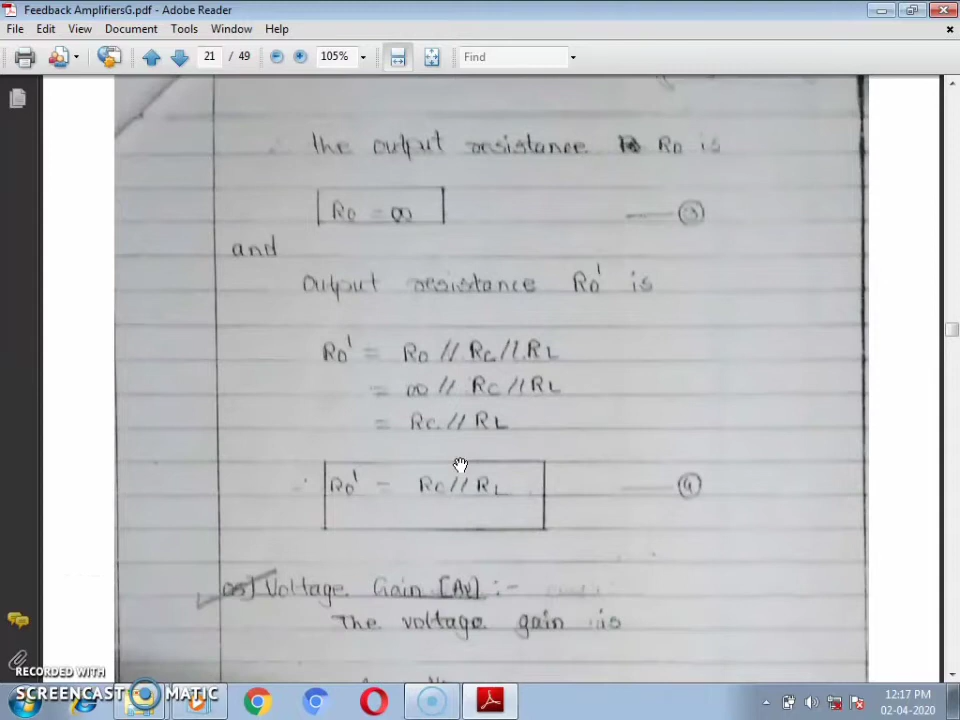 Feedback AmplifiersG.pdf - Adobe Reader
File Edit View Document Tools Window Help
21 / 49 105% Find
The output resistance Ro is
Ro = ∞ ③
and
Output resistance Ro' is
Ro' = Ro // Rc // RL
= ∞ // Rc // RL
= Rc // RL
∴ Ro' = Rc // RL ④
Voltage Gain [Av] :-
The voltage gain is
RECORDED WITH
SCREENCAST MATIC
12:17 PM
02-04-2020